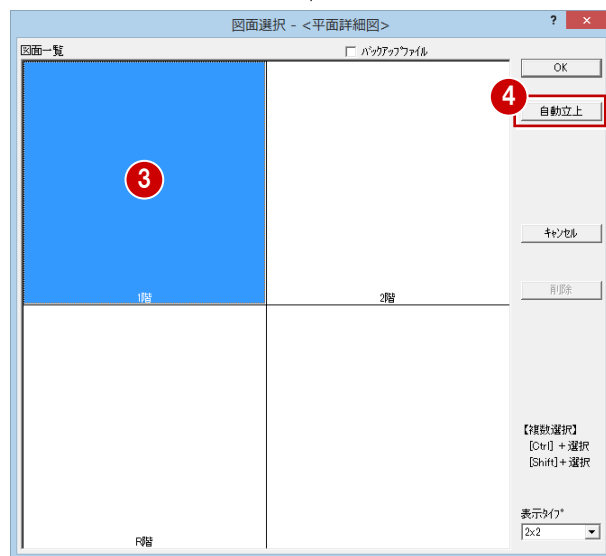 図面選択 - <平面詳細図>
? ×
図面一覧
バックアップファイル
OK
4
自動立上
3
キャンセル
1階
2階
削除
【複数選択】
[Ctrl] + 選択
[Shift] + 選択
表示タイプ
2x2
R階